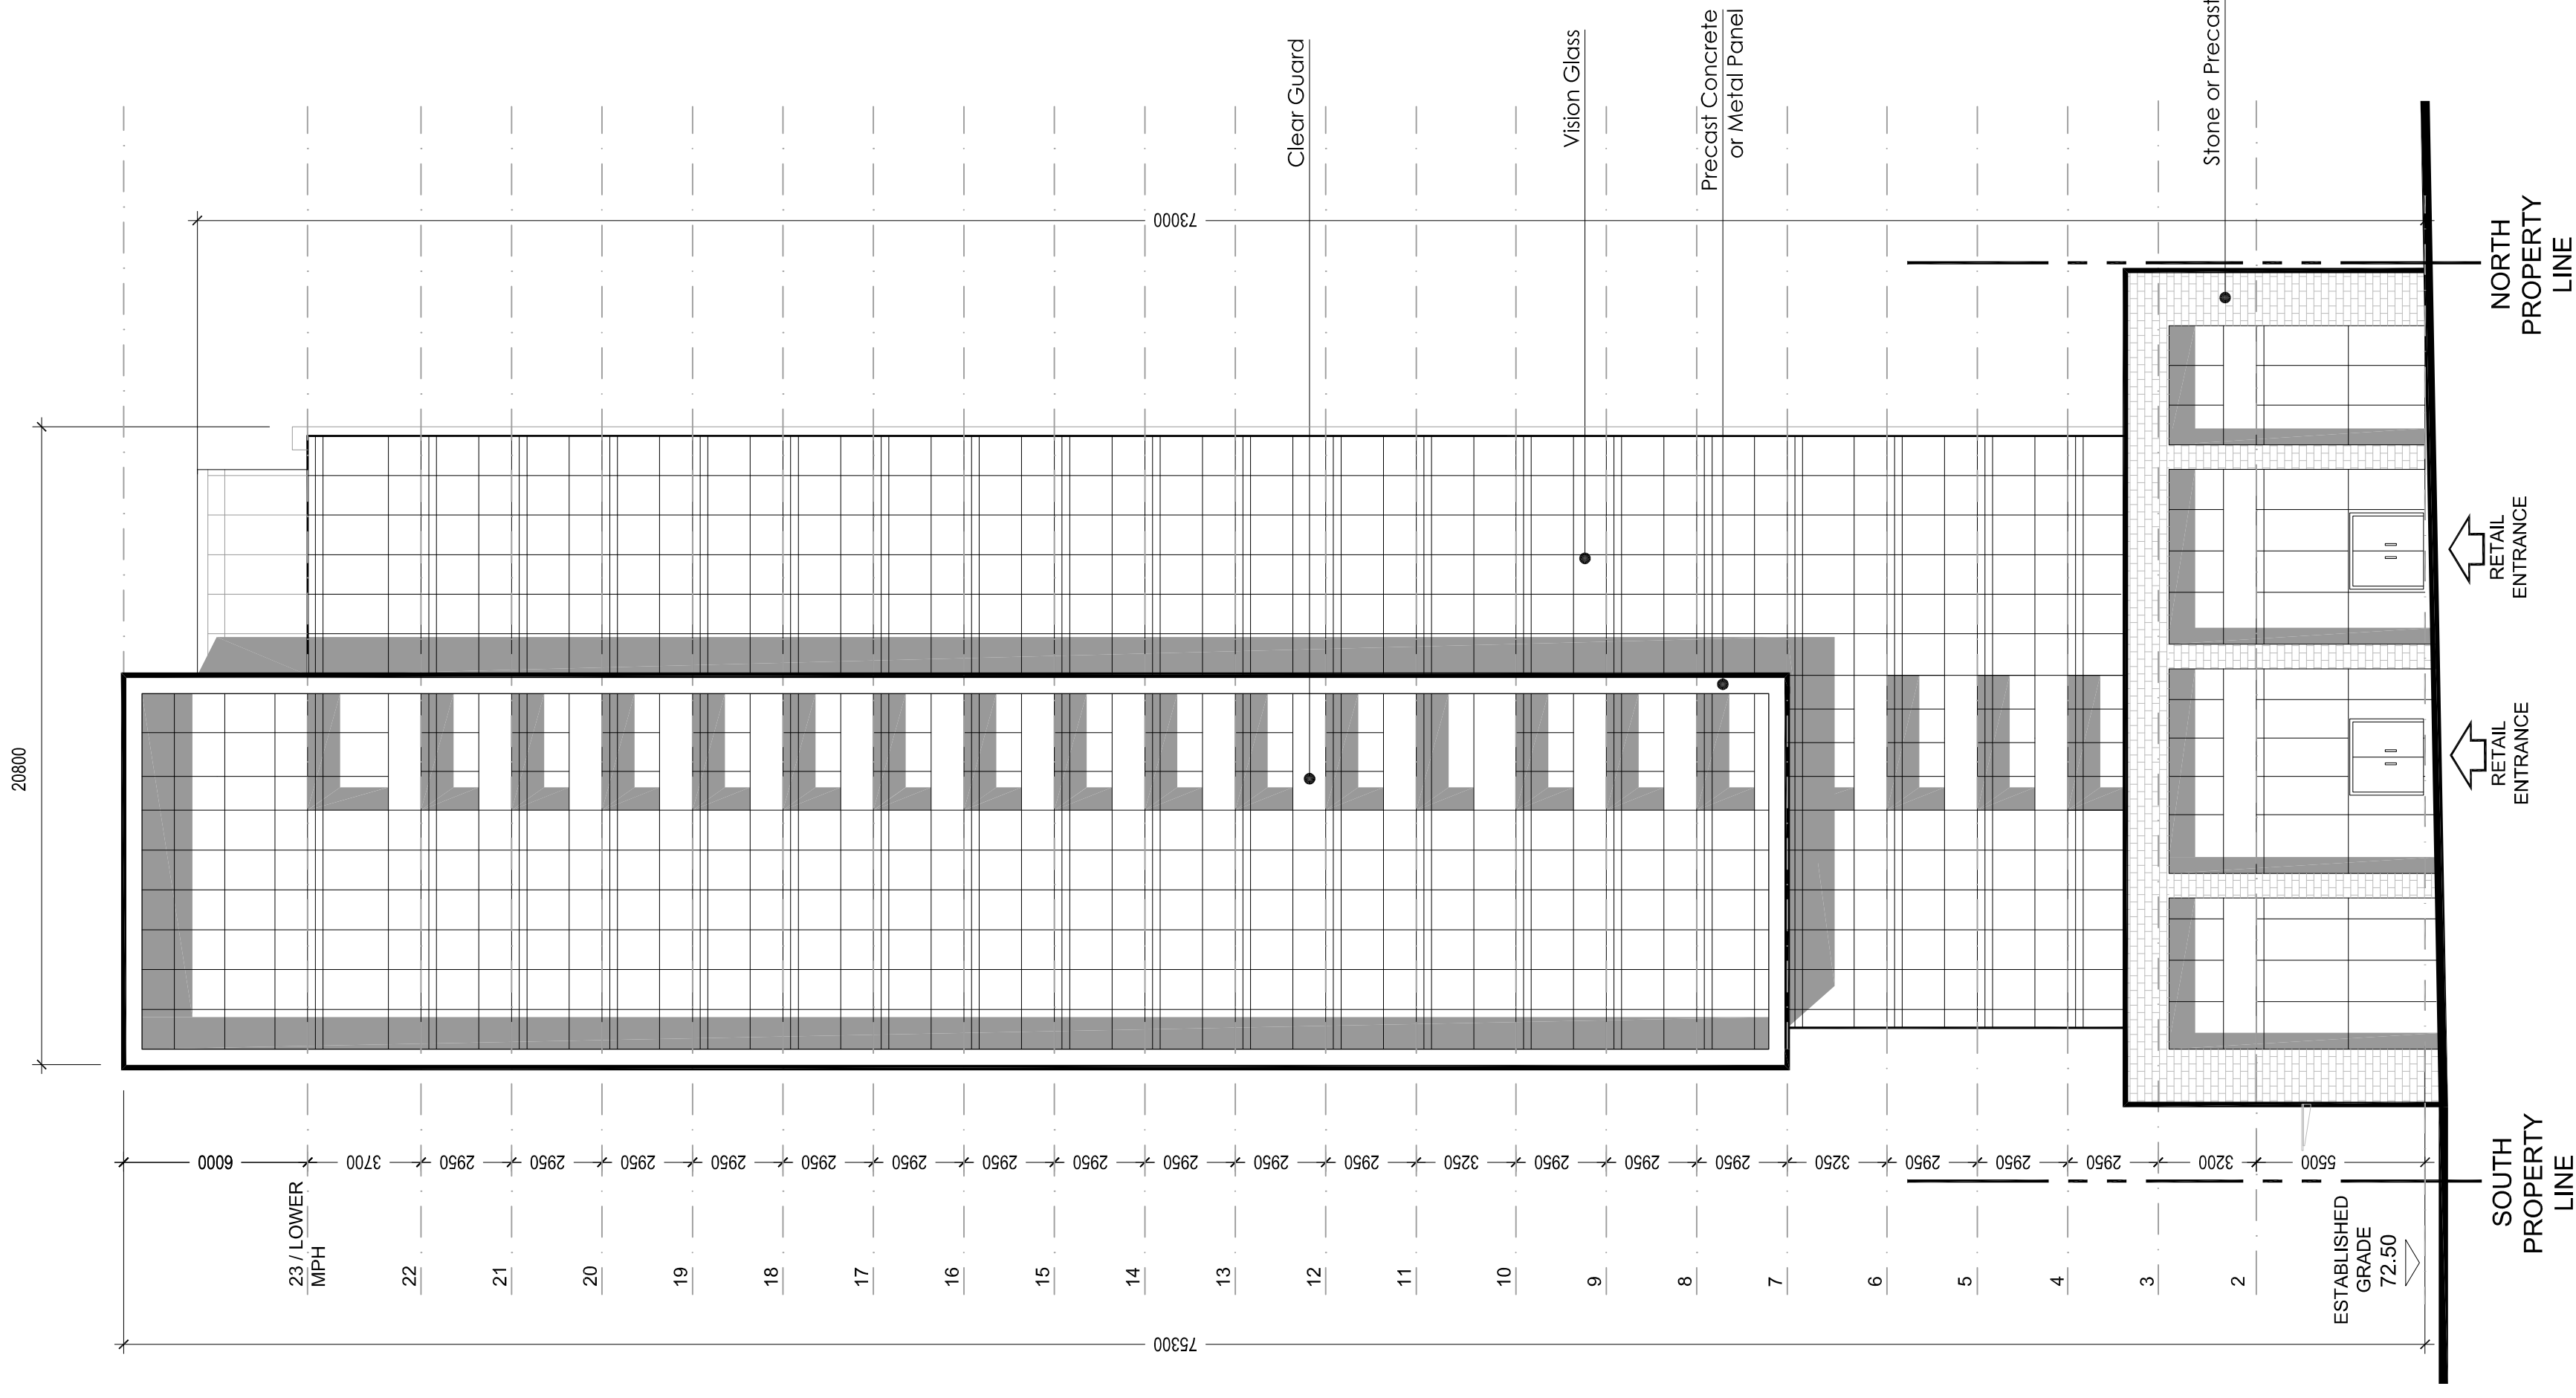 20800
6000
23 / LOWER
MPH
3700
22
2950
21
2950
20
2950
19
2950
18
2950
17
2950
16
2950
15
2950
14
2950
13
2950
12
2950
11
3250
10
2950
9
2950
8
2950
7
3250
6
2950
5
2950
4
2950
3
3200
2
5500
75300
73000
Clear Guard
Vision Glass
Precast Concrete
or Metal Panel
Stone or Precast
ESTABLISHED
GRADE
72.50
RETAIL
ENTRANCE
RETAIL
ENTRANCE
SOUTH
PROPERTY
LINE
NORTH
PROPERTY
LINE